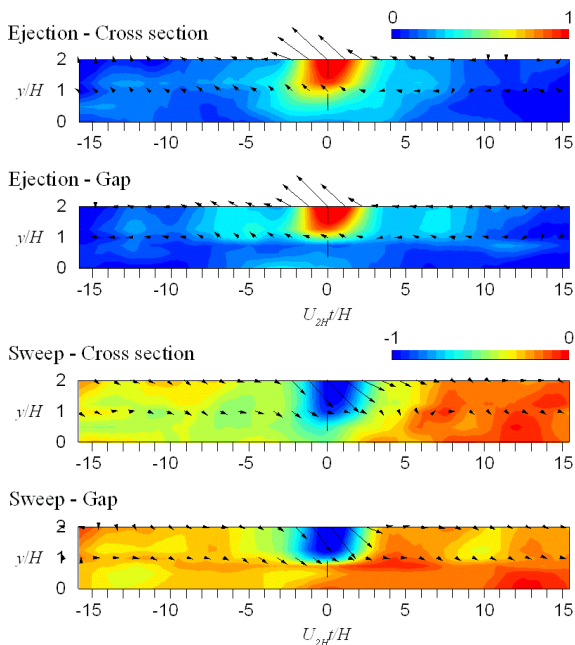 Ejection - Cross section
0 1
2
y/H 1
0
-15 -10 -5 0 5 10 15
Ejection - Gap
2
y/H 1
0
-15 -10 -5 0 5 10 15
U2Ht/H
Sweep - Cross section
-1 0
2
y/H 1
0
-15 -10 -5 0 5 10 15
Sweep - Gap
2
y/H 1
0
-15 -10 -5 0 5 10 15
U2Ht/H